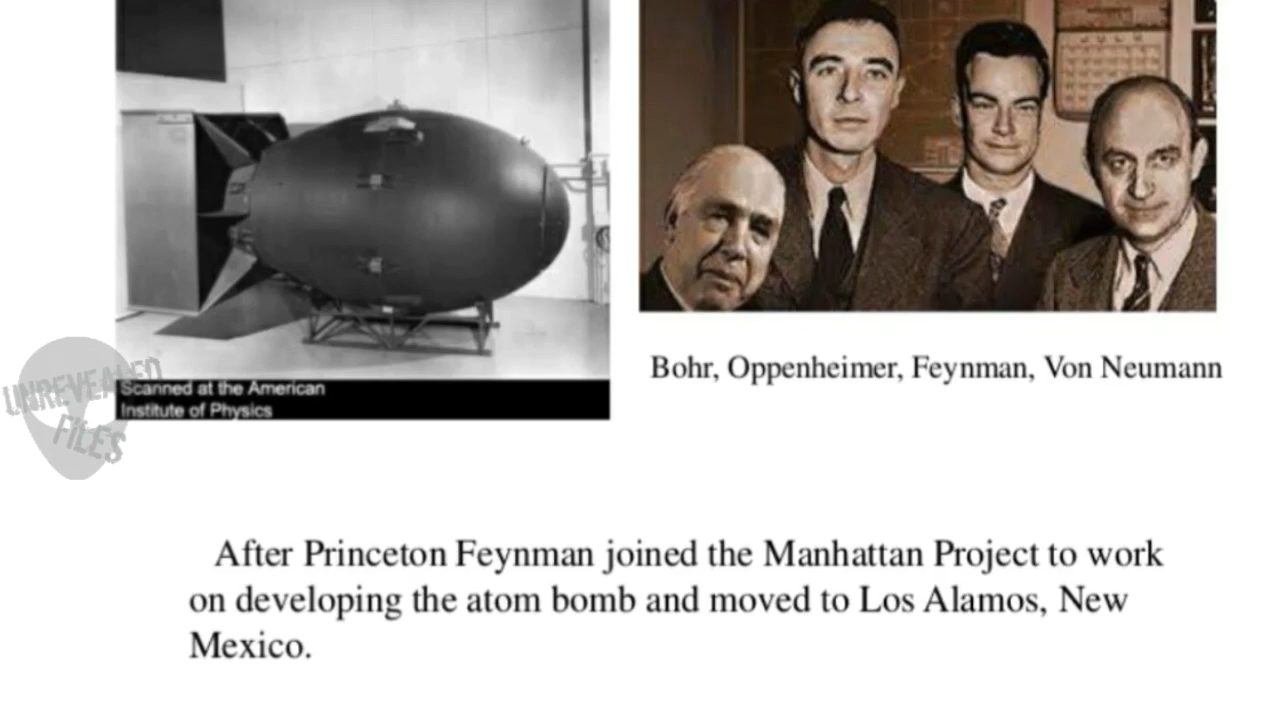 UNREVEALED
FILES
Scanned at the American
Institute of Physics
Bohr, Oppenheimer, Feynman, Von Neumann
After Princeton Feynman joined the Manhattan Project to work
on developing the atom bomb and moved to Los Alamos, New
Mexico.